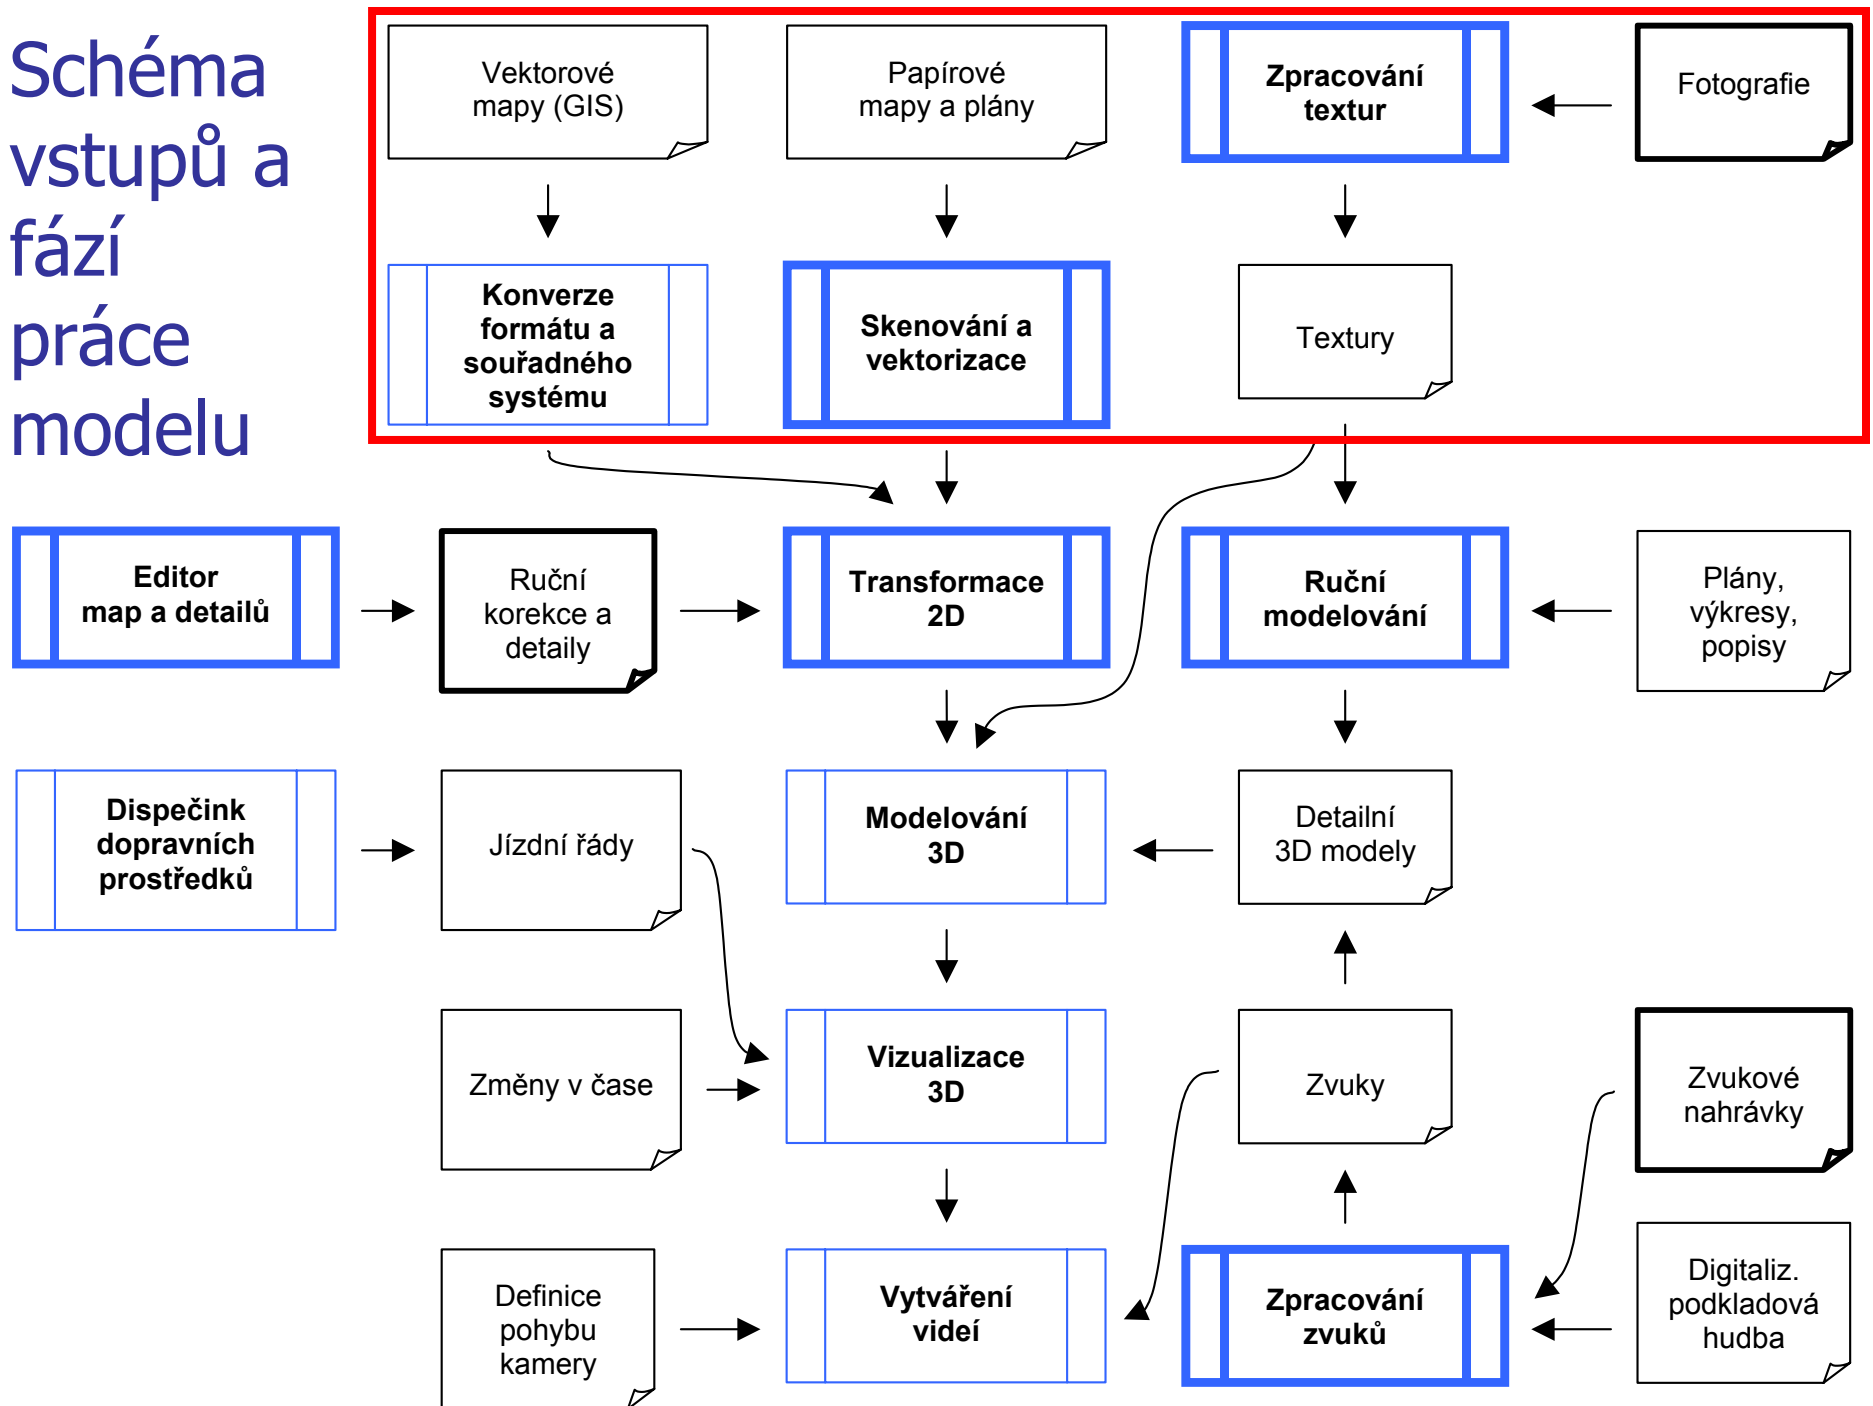 Schéma
vstupů a
fází
práce
modelu
Vektorové
mapy (GIS)
Papírové
mapy a plány
Zpracování
textur
Fotografie
Konverze
formátu a
souřadného
systému
Skenování a
vektorizace
Textury
Editor
map a detailů
Ruční
korekce a
detaily
Transformace
2D
Ruční
modelování
Plány,
výkresy,
popisy
Dispečink
dopravních
prostředků
Jízdní řády
Modelování
3D
Detailní
3D modely
Změny v čase
Vizualizace
3D
Zvuky
Zvukové
nahrávky
Definice
pohybu
kamery
Vytváření
videí
Zpracování
zvuků
Digitaliz.
podkladová
hudba